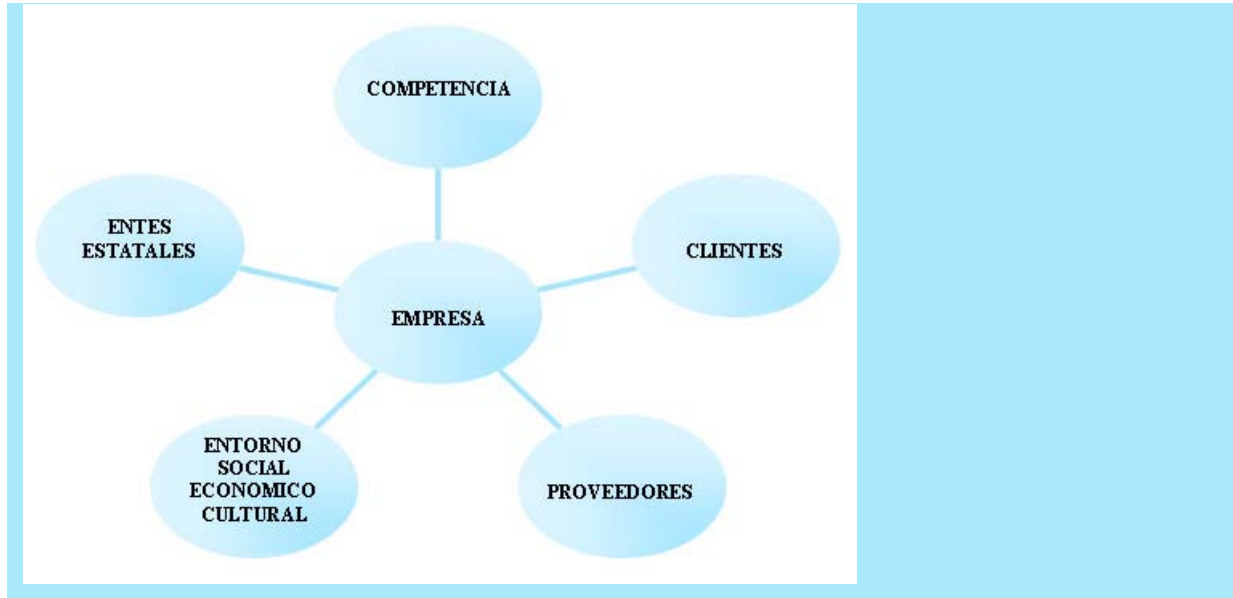 COMPETENCIA
ENTES
ESTATALES
CLIENTES
EMPRESA
ENTORNO
SOCIAL
ECONOMICO
CULTURAL
PROVEEDORES